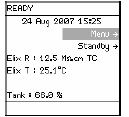 READY
24 Aug 2007 15:25
Menu →
Standby →
Elix R : 12.5 MΩ.cm TC
Elix T : 25.1°C
Tank : 68.0 %